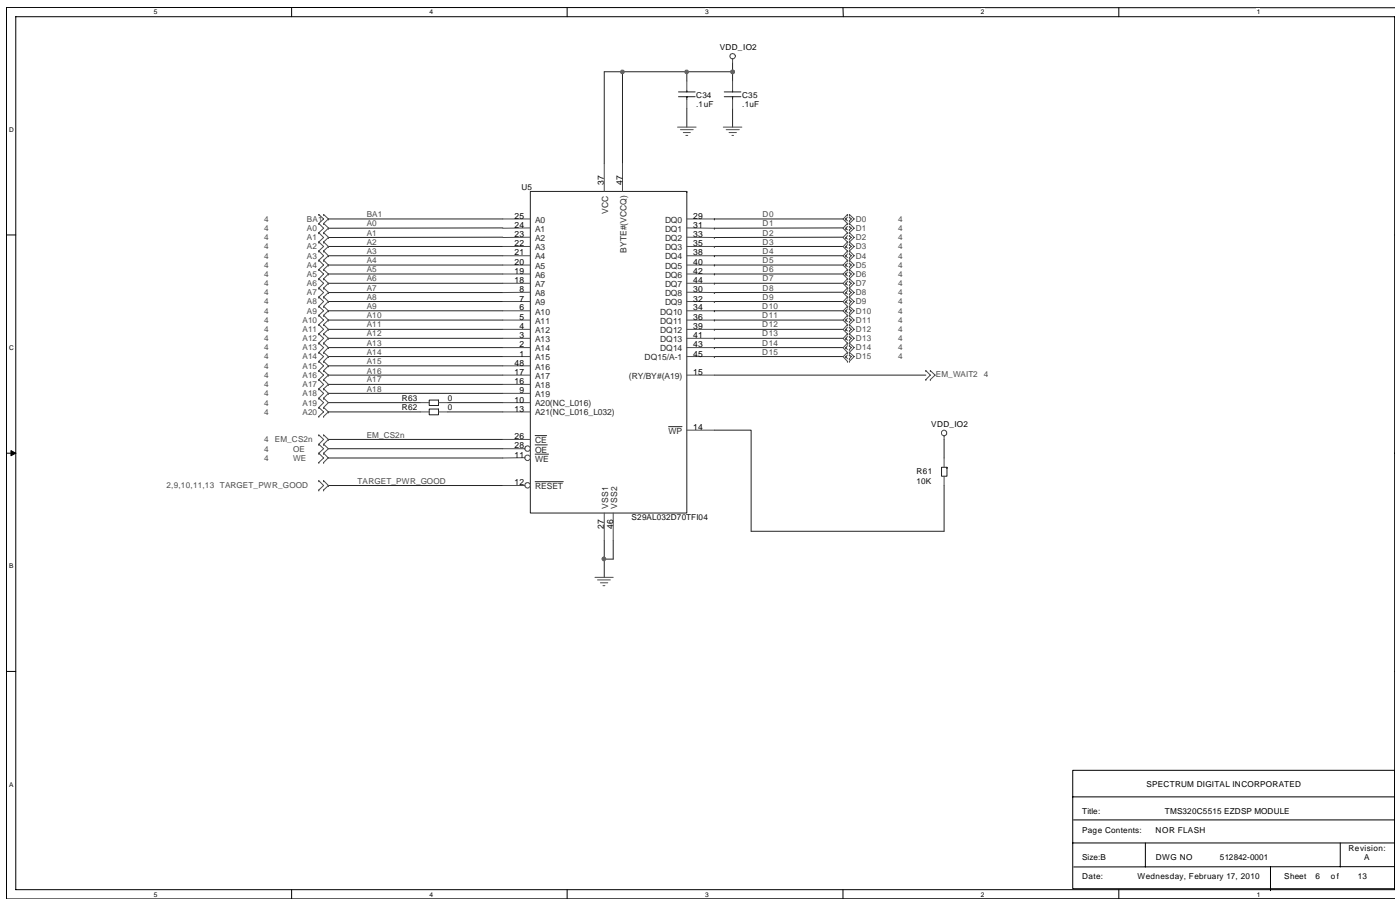 5 4 3 2 1
D
C
B
A
VDD_IO2
C34
.1uF
C35
.1uF
37
47
U5
VCC
BYTE#(VCCQ)
4 BA1 BA1 25 A0
4 A0 A0 24 A1
4 A1 A1 23 A2
4 A2 A2 22 A3
4 A3 A3 21 A4
4 A4 A4 20 A5
4 A5 A5 19 A6
4 A6 A6 18 A7
4 A7 A7 8 A8
4 A8 A8 7 A9
4 A9 A9 6 A10
4 A10 A10 5 A11
4 A11 A11 4 A12
4 A12 A12 3 A13
4 A13 A13 2 A14
4 A14 A14 1 A15
4 A15 A15 48 A16
4 A16 A16 17 A17
4 A17 A17 16 A18
4 A18 A18 9 A19
4 A19 R63 0 10 A20(NC_L016)
4 A20 R62 0 13 A21(NC_L016_L032)
4 EM_CS2n EM_CS2n 26 CE
4 OE 28 OE
4 WE 11 WE
2,9,10,11,13 TARGET_PWR_GOOD TARGET_PWR_GOOD 12 RESET
DQ0 29 D0 D0 4
DQ1 31 D1 D1 4
DQ2 33 D2 D2 4
DQ3 35 D3 D3 4
DQ4 38 D4 D4 4
DQ5 40 D5 D5 4
DQ6 42 D6 D6 4
DQ7 44 D7 D7 4
DQ8 30 D8 D8 4
DQ9 32 D9 D9 4
DQ10 34 D10 D10 4
DQ11 36 D11 D11 4
DQ12 39 D12 D12 4
DQ13 41 D13 D13 4
DQ14 43 D14 D14 4
DQ15/A-1 45 D15 D15 4
(RY/BY#(A19) 15 EM_WAIT2 4
WP 14
VDD_IO2
R61
10K
VSS1
VSS2
27
46
S29AL032D70TFI04
SPECTRUM DIGITAL INCORPORATED
Title: TMS320C5515 EZDSP MODULE
Page Contents: NOR FLASH
Size:B DWG NO 512842-0001 Revision: A
Date: Wednesday, February 17, 2010 Sheet 6 of 13
5 4 3 2 1